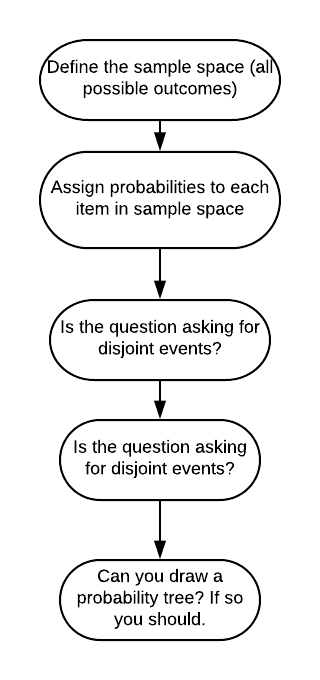 Define the sample space (all
possible outcomes)
Assign probabilities to each
item in sample space
Is the question asking for
disjoint events?
Is the question asking
for disjoint events?
Can you draw a
probability tree? If so
you should.